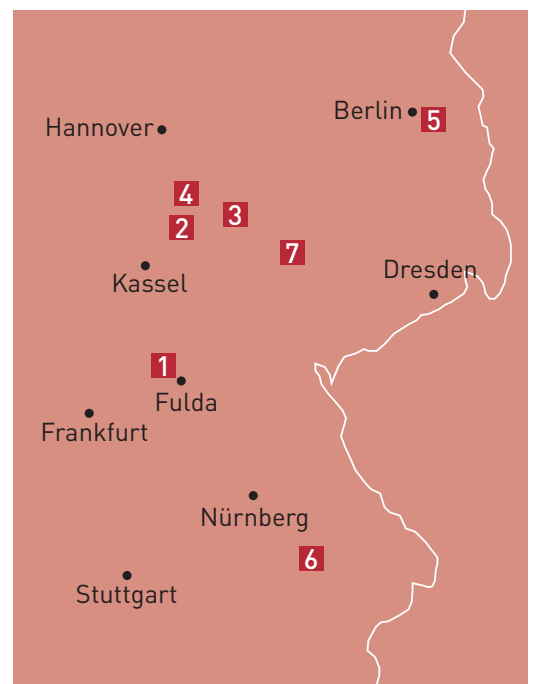 Berlin
5
Hannover
4
3
2
7
Dresden
Kassel
1
Fulda
Frankfurt
Nürnberg
6
Stuttgart